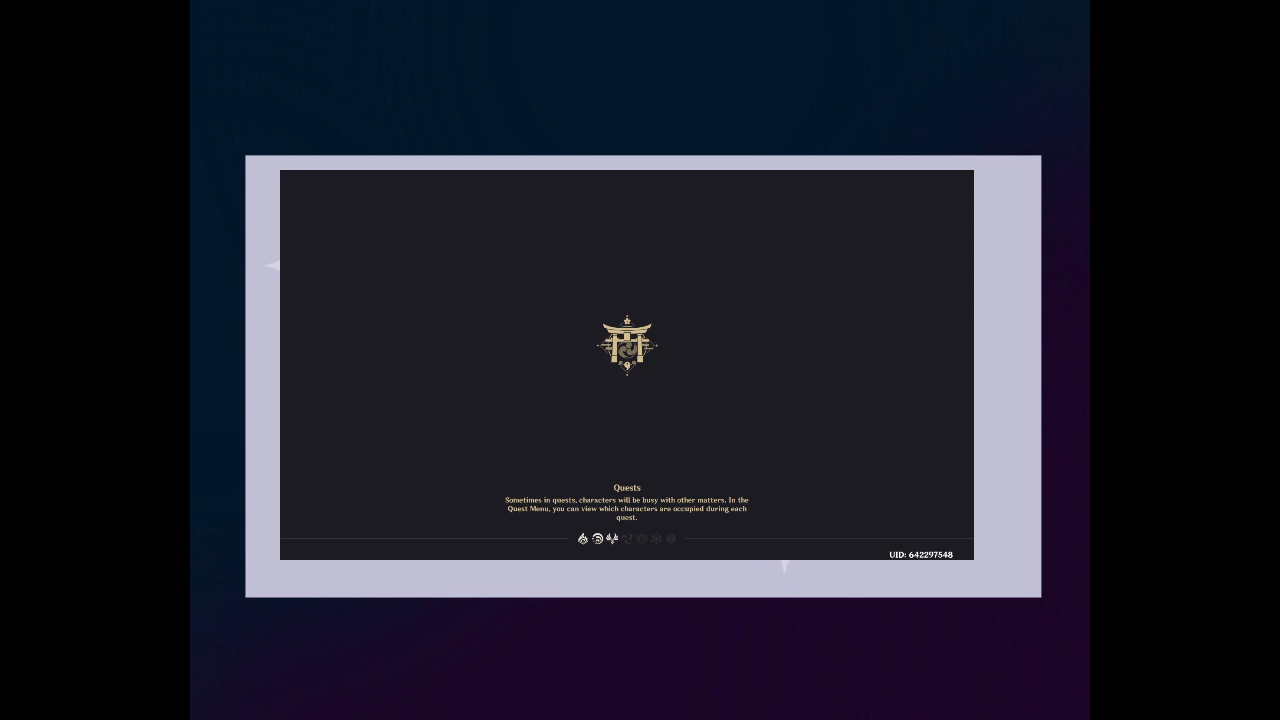 Quests
Sometimes in quests, characters will be busy with other matters. In the
Quest Menu, you can view which characters are occupied during each
quest.
UID: 642297548